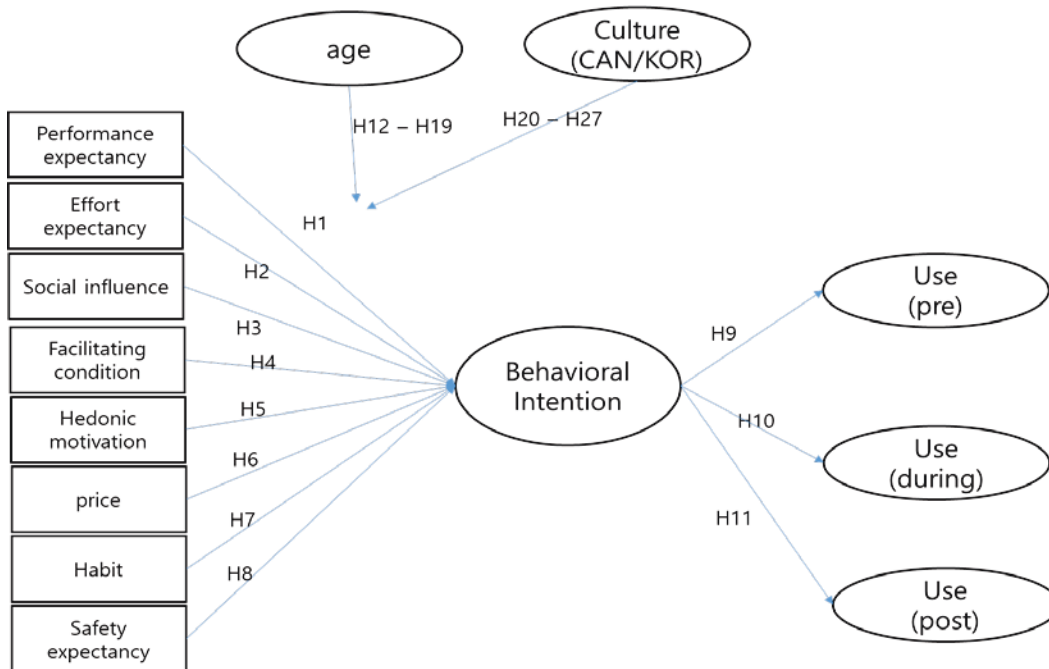 age
Culture
(CAN/KOR)
H12 – H19
H20 – H27
Performance
expectancy
Effort
expectancy
Social influence
Facilitating
condition
Hedonic
motivation
price
Habit
Safety
expectancy
H1
H2
H3
H4
H5
H6
H7
H8
Behavioral
Intention
H9
H10
H11
Use
(pre)
Use
(during)
Use
(post)